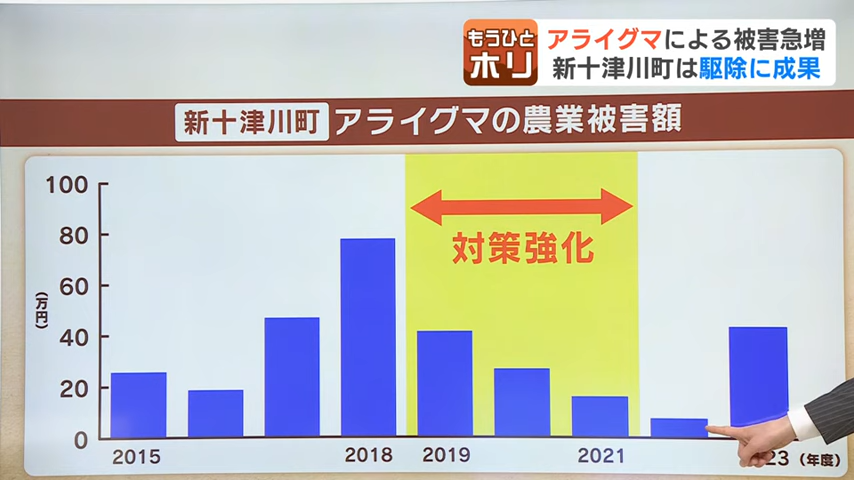 もうひと
ホリ
アライグマによる被害急増
新十津川町は駆除に成果
新十津川町 アライグマの農業被害額
100
80
60
40
20
0
(万円)
対策強化
2015
2018
2019
2021
23
(年度)